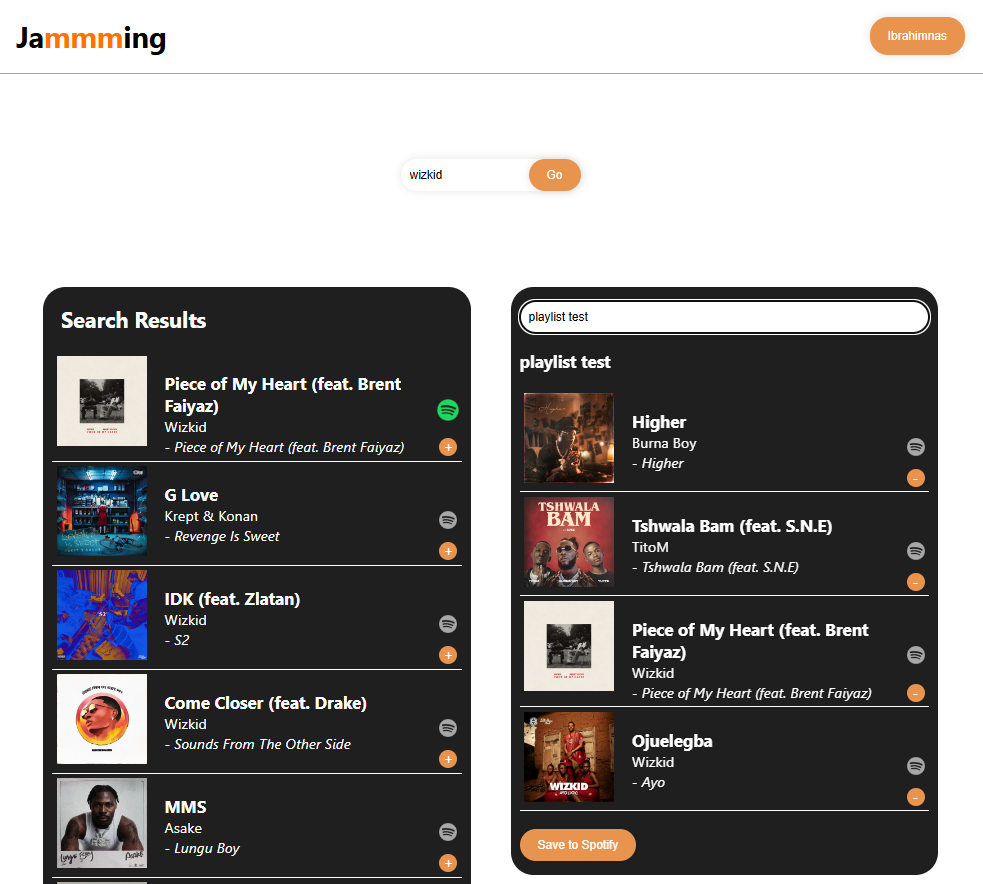 Jammming
Ibrahimnas
wizkid
Go
Search Results
Piece of My Heart (feat. Brent
Faiyaz)
Wizkid
- Piece of My Heart (feat. Brent Faiyaz)
+
G Love
Krept & Konan
- Revenge Is Sweet
+
IDK (feat. Zlatan)
Wizkid
- S2
+
Come Closer (feat. Drake)
Wizkid
- Sounds From The Other Side
+
MMS
Asake
- Lungu Boy
+
Lungu Boy
Asake
playlist test
playlist test
Higher
Burna Boy
- Higher
-
TSHWALA
BAM
Tshwala Bam (feat. S.N.E)
TitoM
- Tshwala Bam (feat. S.N.E)
-
Piece of My Heart (feat. Brent
Faiyaz)
Wizkid
- Piece of My Heart (feat. Brent Faiyaz)
-
WIZKID
Ojuelegba
Wizkid
- Ayo
-
Save to Spotify